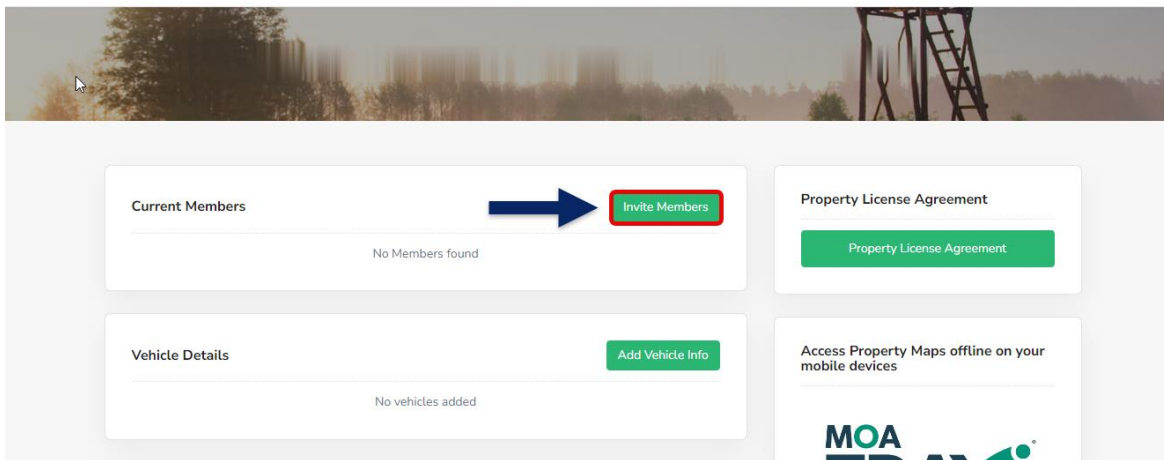 Current Members
Invite Members
No Members found
Vehicle Details
Add Vehicle Info
No vehicles added
Property License Agreement
Property License Agreement
Access Property Maps offline on your
mobile devices
MOA